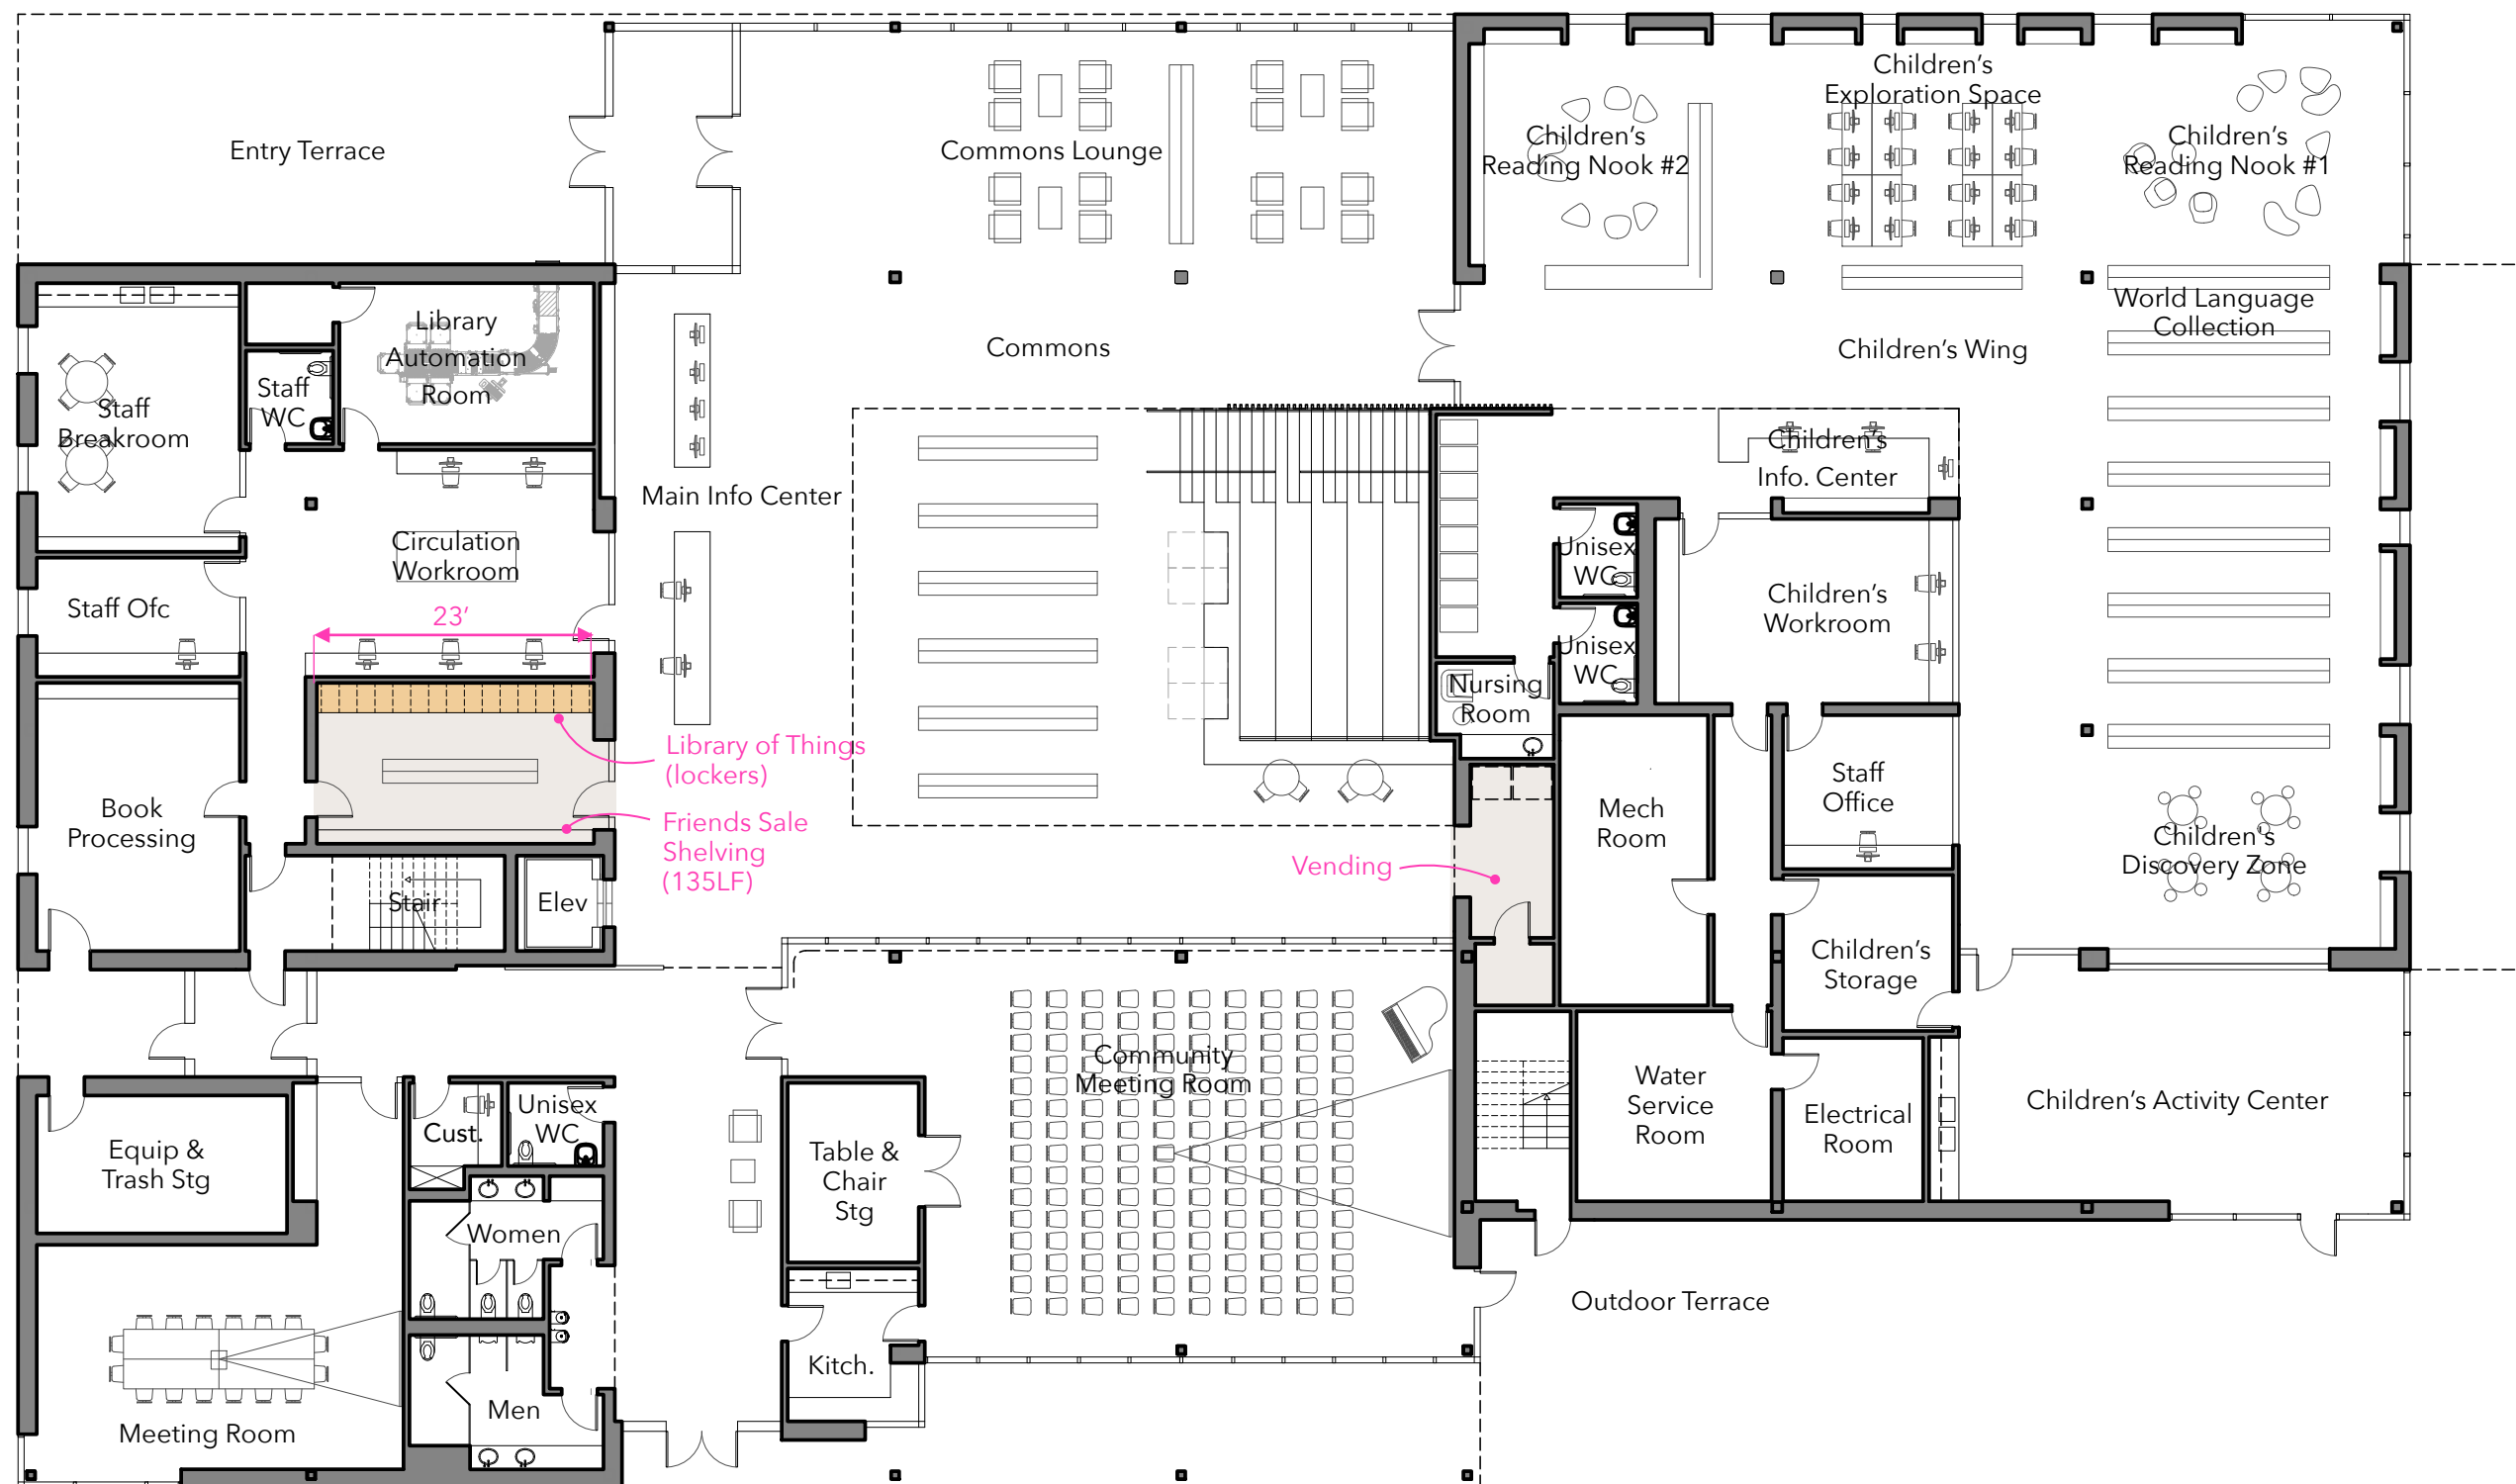 Entry Terrace
Commons Lounge
Children's
Reading Nook #2
Children's
Exploration Space
Children's
Reading Nook #1
World Language
Collection
Library
Automation
Room
Staff
WC
Staff
Breakroom
Commons
Children's Wing
Children's
Info. Center
Main Info Center
Circulation
Workroom
Staff Ofc
23'
Unisex
WC
Children's
Workroom
Unisex
WC
Nursing
Room
Library of Things
(lockers)
Friends Sale
Shelving
(135LF)
Book
Processing
Vending
Mech
Room
Staff
Office
Children's
Discovery Zone
Stair
Elev
Children's
Storage
Community
Meeting Room
Water
Service
Room
Electrical
Room
Children's Activity Center
Equip &
Trash Stg
Cust.
Unisex
WC
Table &
Chair
Stg
Women
Outdoor Terrace
Kitch.
Men
Meeting Room